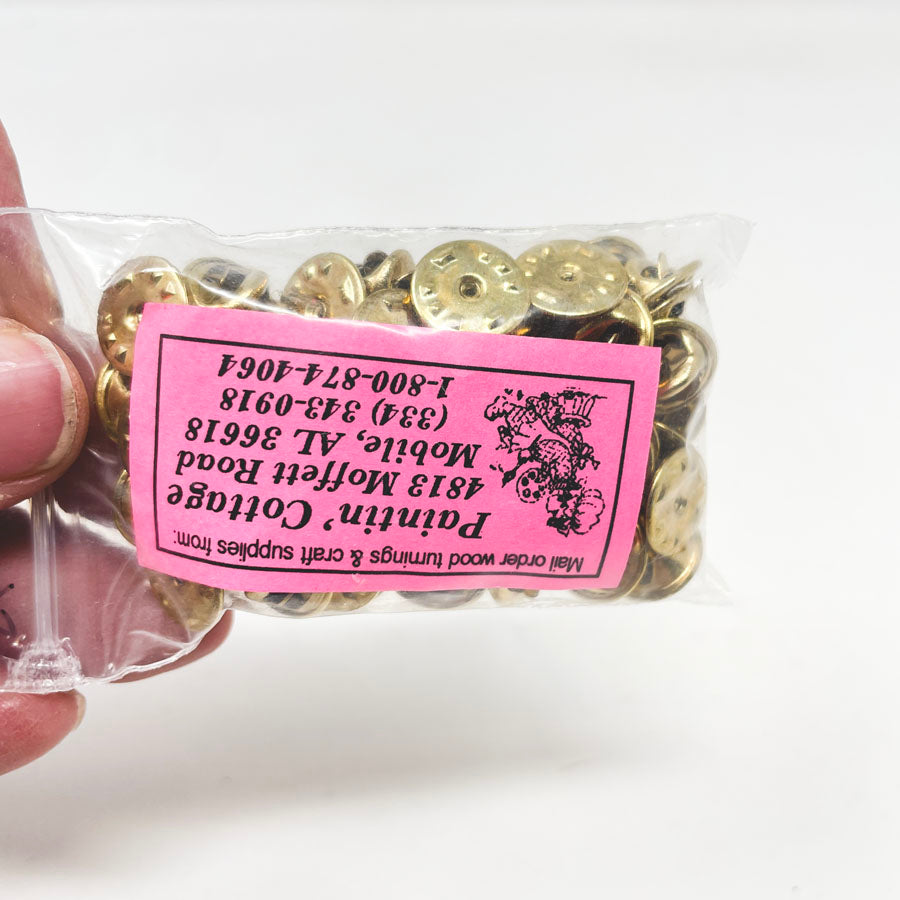 Mail order wood turnings & craft supplies from:
Paintin' Cottage
4813 Moffett Road
Mobile, AL 36618
(334) 343-0918
1-800-874-4064